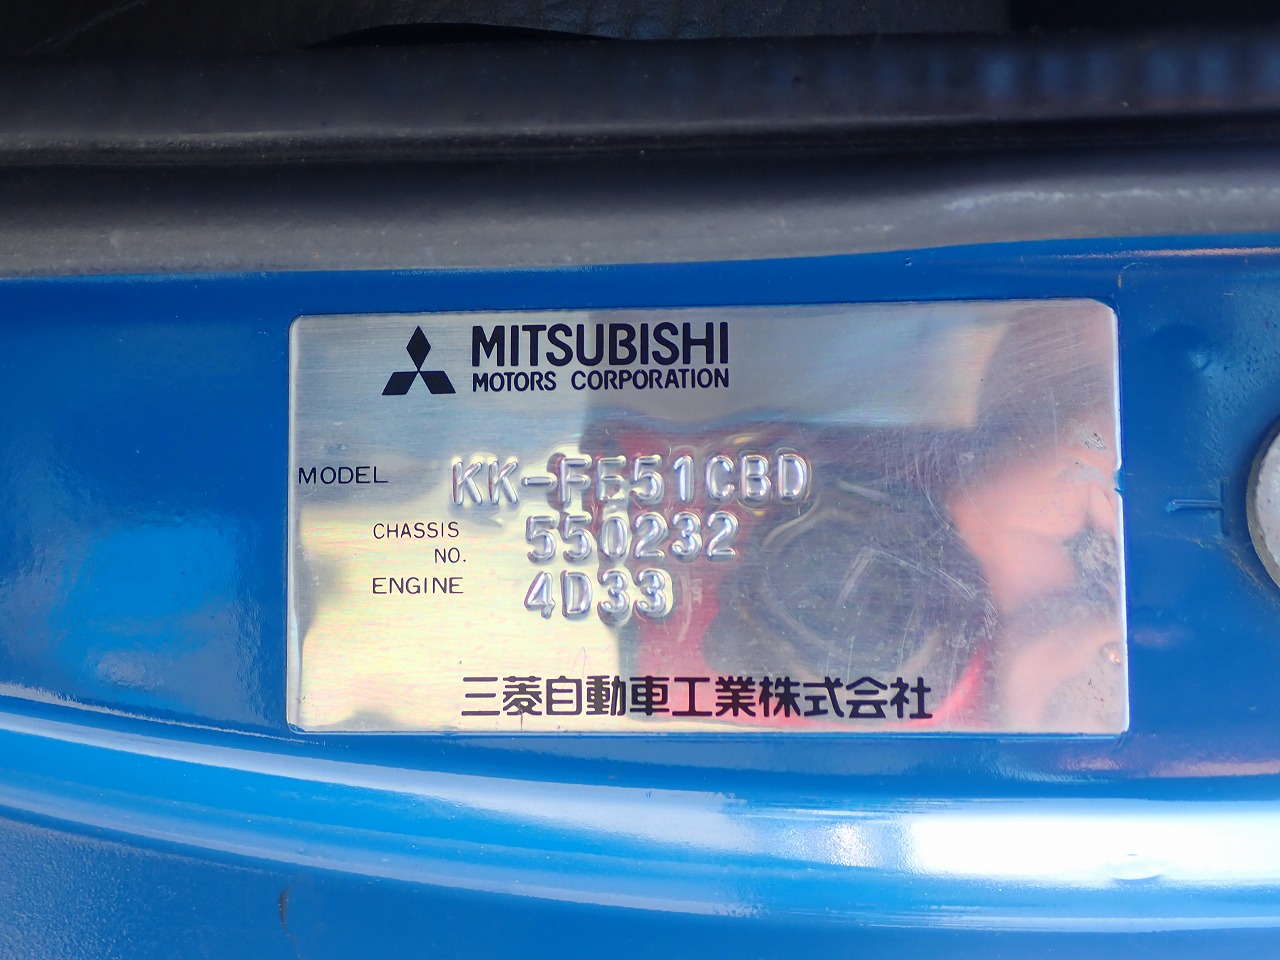 MITSUBISHI
MOTORS CORPORATION
MODEL KK-FE51CBD
CHASSIS NO. 550232
ENGINE 4D33
三菱自動車工業株式会社